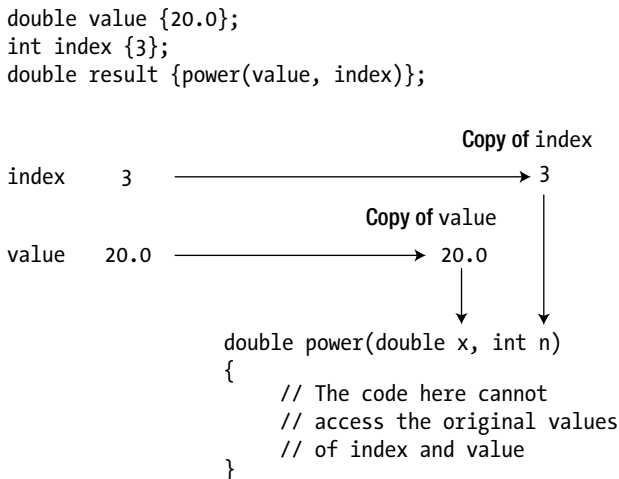 double value {20.0};
int index {3};
double result {power(value, index)};
Copy of index
index 3 3
Copy of value
value 20.0 20.0
double power(double x, int n)
{
// The code here cannot
// access the original values
// of index and value
}